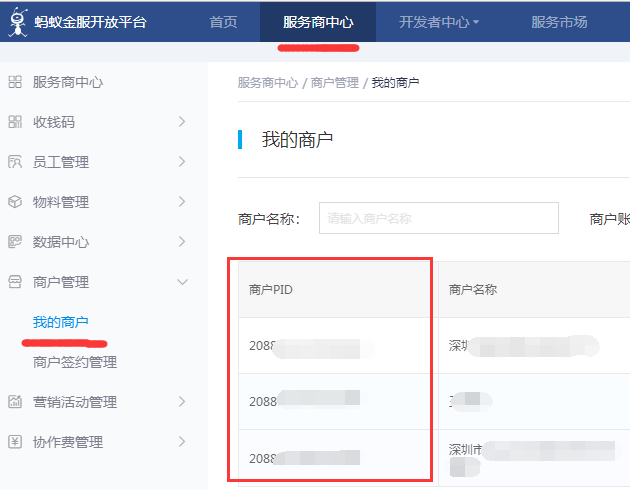 蚂蚁金服开放平台
首页
服务商中心
开发者中心
服务市场
服务商中心
收钱码
员工管理
物料管理
数据中心
商户管理
我的商户
商户签约管理
营销活动管理
协作费管理
服务商中心 / 商户管理 / 我的商户
我的商户
商户名称:
请输入商户名称
商户账
商户PID
商户名称
2088
深圳
2088
2088
深圳市